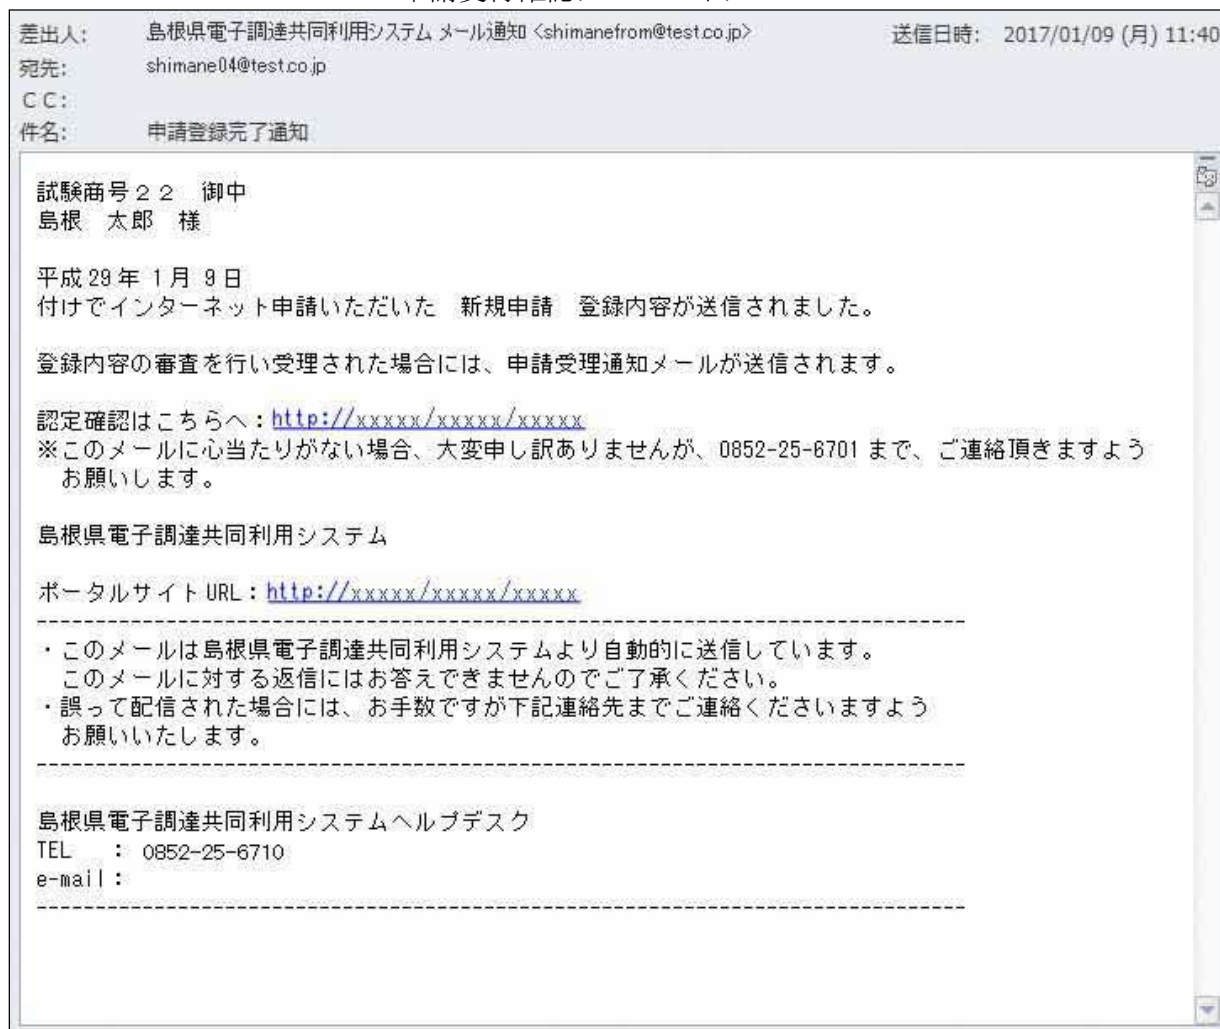 差出人: 島根県電子調達共同利用システム メール通知 <shimanefrom@test.co.jp> 送信日時: 2017/01/09 (月) 11:40
宛先: shimane04@test.co.jp
CC:
件名: 申請登録完了通知
試験商号２２ 御中
島根 太郎 様
平成29年 1月 9日
付けでインターネット申請いただいた 新規申請 登録内容が送信されました。
登録内容の審査を行い受理された場合には、申請受理通知メールが送信されます。
認定確認はこちらへ：http://xxxxx/xxxxx/xxxxx
※このメールに心当たりがない場合、大変申し訳ありませんが、0852-25-6701 まで、ご連絡頂きますよう
お願いします。
島根県電子調達共同利用システム
ポータルサイト URL：http://xxxxx/xxxxx/xxxxx
-------------------------------------------------------------------------------
・このメールは島根県電子調達共同利用システムより自動的に送信しています。
このメールに対する返信にはお答えできませんのでご了承ください。
・誤って配信された場合には、お手数ですが下記連絡先までご連絡くださいますよう
お願いいたします。
-------------------------------------------------------------------------------
島根県電子調達共同利用システムヘルプデスク
TEL ： 0852-25-6710
e-mail：
-------------------------------------------------------------------------------